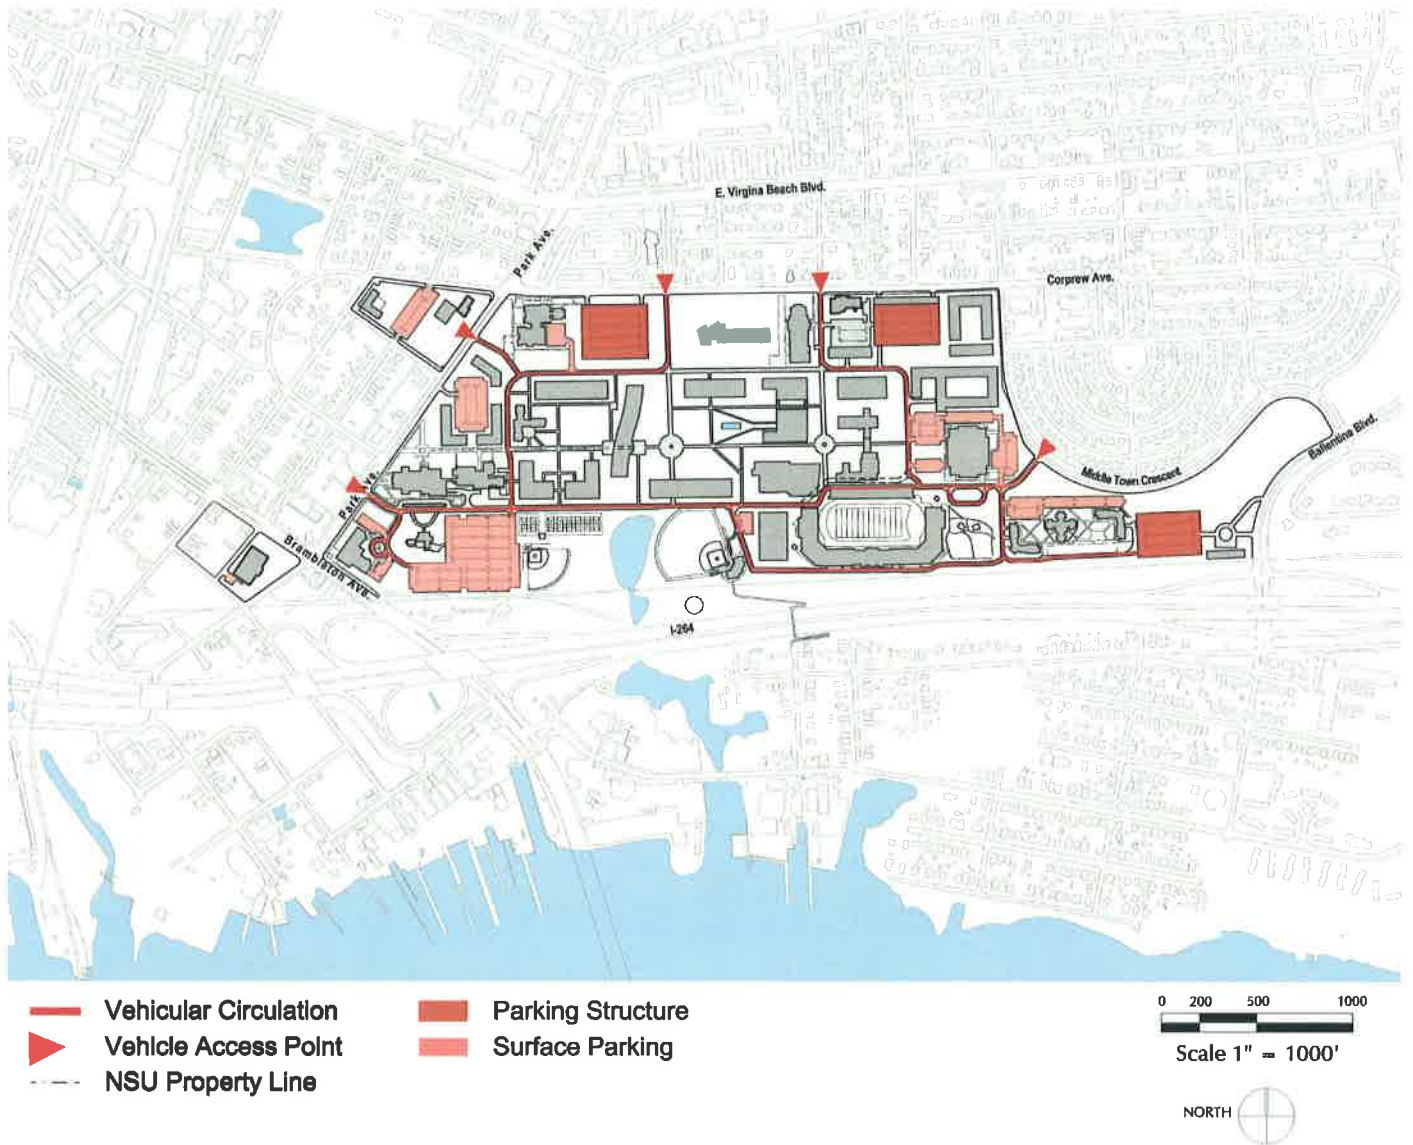 E. Virgina Beach Blvd.
Park Ave.
Corprew Ave.
Ballentine Blvd.
Middle Town Crescent
Park Ave.
Brambleton Ave.
I-264
Vehicular Circulation
Vehicle Access Point
NSU Property Line
Parking Structure
Surface Parking
0 200 500 1000
Scale 1" = 1000'
NORTH